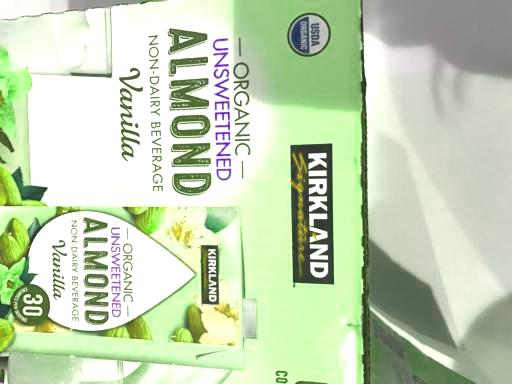 USDA
ORGANIC
KIRKLAND
Signature
ORGANIC
UNSWEETENED
ALMOND
NON-DAIRY BEVERAGE
Vanilla
KIRKLAND
ORGANIC
UNSWEETENED
ALMOND
NON-DAIRY BEVERAGE
Vanilla
30
CO